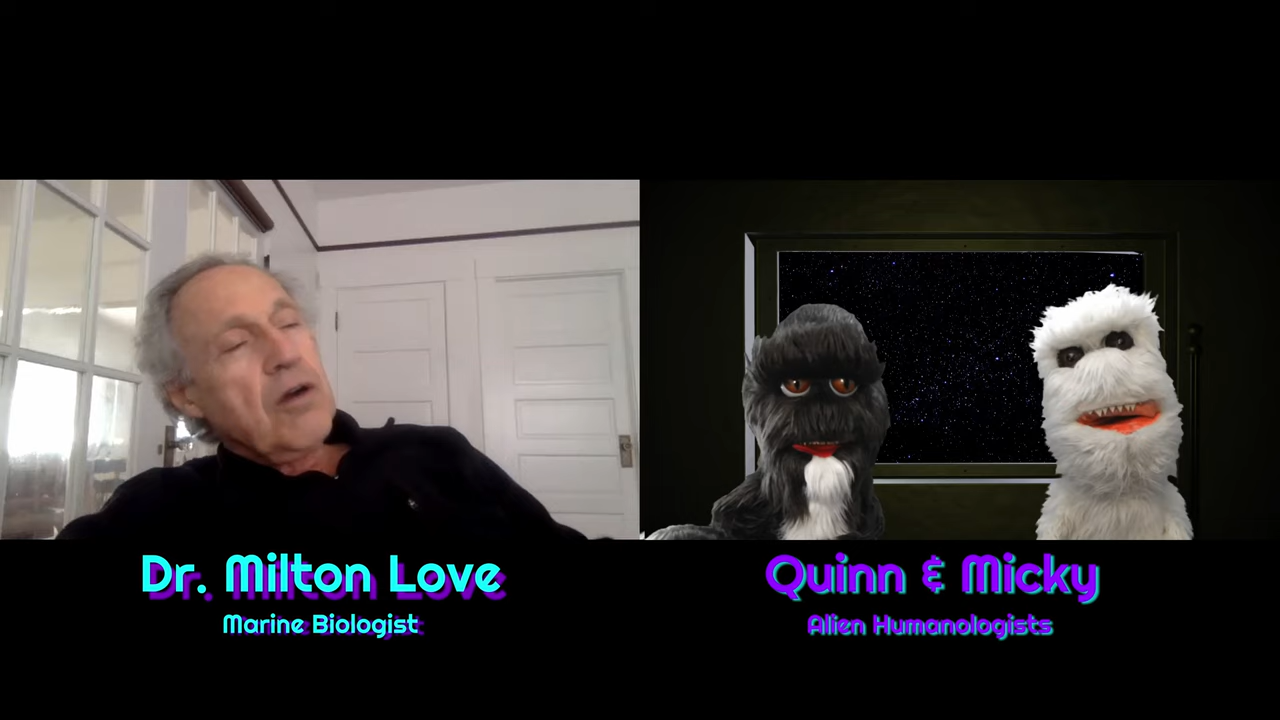 Dr. Milton Love
Marine Biologist
Quinn & Micky
Alien Humanologists